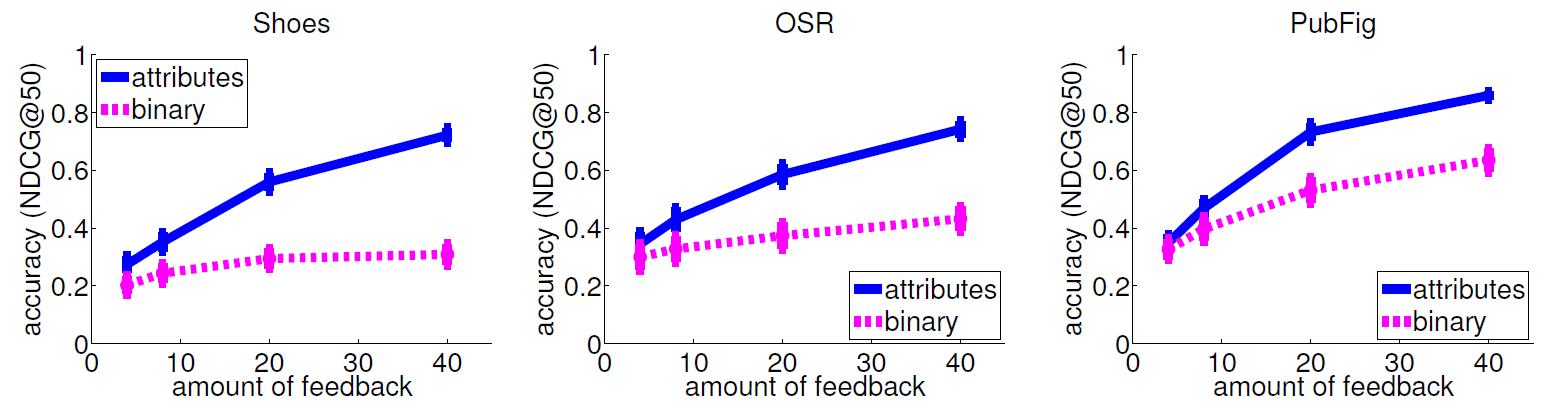 Shoes
accuracy (NDCG@50)
1
0.8
0.6
0.4
0.2
0
attributes
binary
0 10 20 30 40
amount of feedback
OSR
accuracy (NDCG@50)
1
0.8
0.6
0.4
0.2
0
attributes
binary
0 10 20 30 40
amount of feedback
PubFig
accuracy (NDCG@50)
1
0.8
0.6
0.4
0.2
0
attributes
binary
0 10 20 30 40
amount of feedback